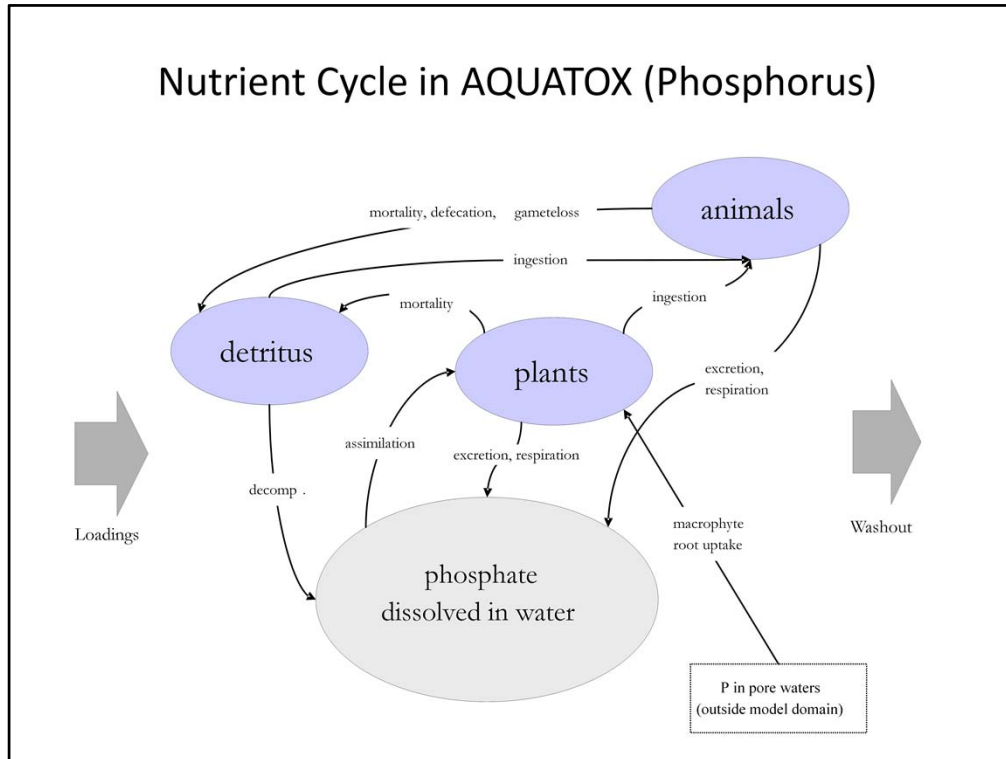 Nutrient Cycle in AQUATOX (Phosphorus)
animals
mortality, defecation, gameteloss
ingestion
mortality
ingestion
detritus
plants
excretion,
respiration
assimilation
excretion, respiration
decomp .
Loadings
macrophyte
root uptake
Washout
phosphate
dissolved in water
P in pore waters
(outside model domain)